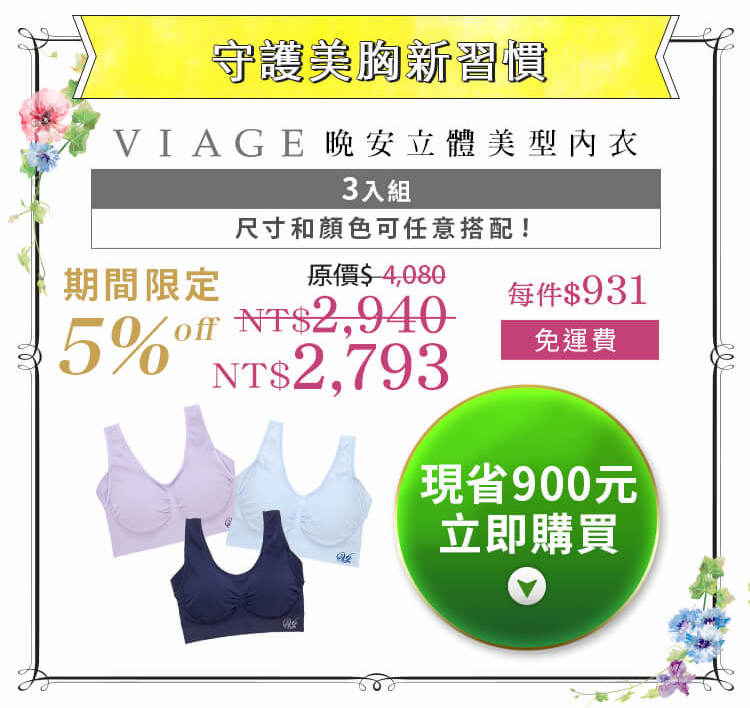 守護美胸新習慣
VIAGE 晚安立體美型內衣
3入組
尺寸和顏色可任意搭配！
期間限定
5%off
原價$ 4,080
NT$2,940
NT$2,793
每件$931
免運費
現省900元
立即購買